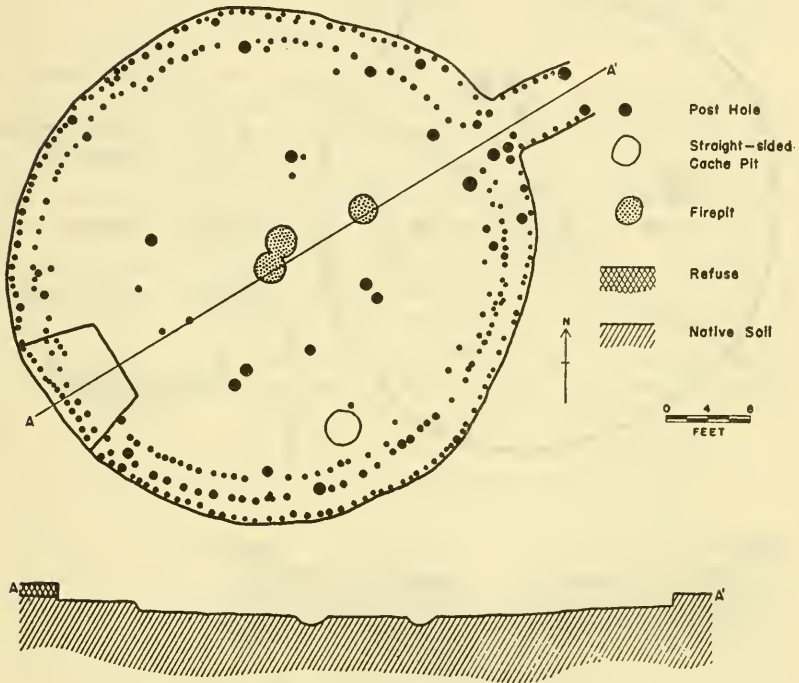 A'
Post Hole
Straight-sided
Cache Pit
Firepit
Refuse
N
Native Soil
A
0 4 8
FEET
A A'